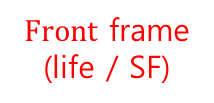 Front frame
(life / SF)